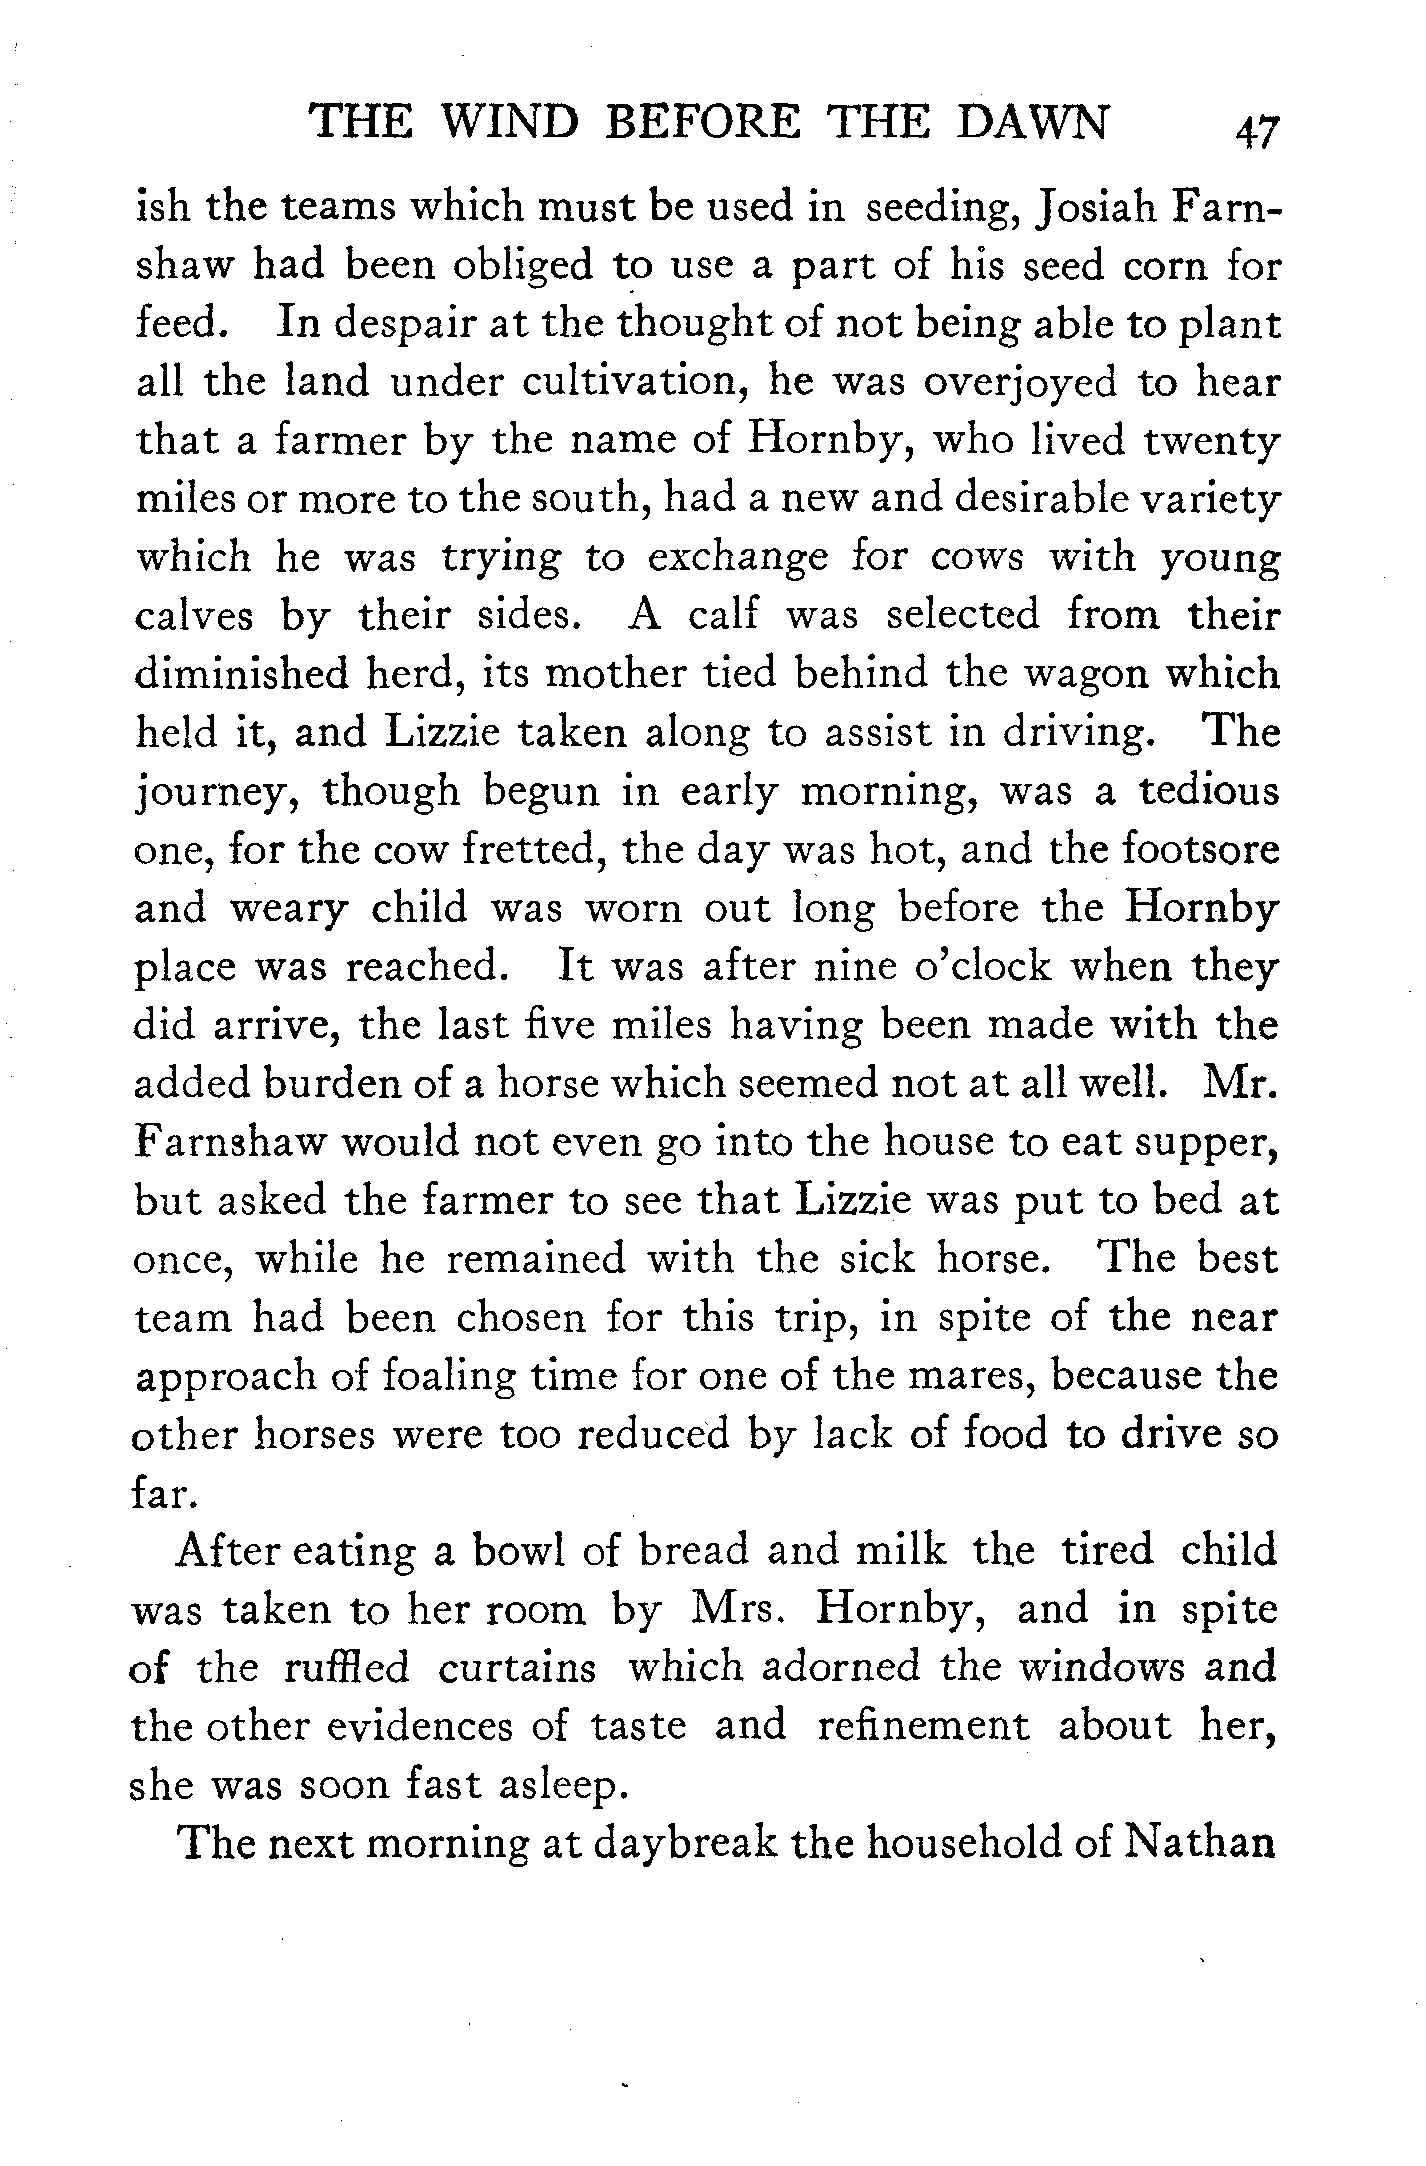 THE WIND BEFORE THE DAWN 47
ish the teams which must be used in seeding, Josiah Farn-
shaw had been obliged to use a part of his seed corn for
feed. In despair at the thought of not being able to plant
all the land under cultivation, he was overjoyed to hear
that a farmer by the name of Hornby, who lived twenty
miles or more to the south, had a new and desirable variety
which he was trying to exchange for cows with young
calves by their sides. A calf was selected from their
diminished herd, its mother tied behind the wagon which
held it, and Lizzie taken along to assist in driving. The
journey, though begun in early morning, was a tedious
one, for the cow fretted, the day was hot, and the footsore
and weary child was worn out long before the Hornby
place was reached. It was after nine o'clock when they
did arrive, the last five miles having been made with the
added burden of a horse which seemed not at all well. Mr.
Farnshaw would not even go into the house to eat supper,
but asked the farmer to see that Lizzie was put to bed at
once, while he remained with the sick horse. The best
team had been chosen for this trip, in spite of the near
approach of foaling time for one of the mares, because the
other horses were too reduced by lack of food to drive so
far.
After eating a bowl of bread and milk the tired child
was taken to her room by Mrs. Hornby, and in spite
of the ruffled curtains which adorned the windows and
the other evidences of taste and refinement about her,
she was soon fast asleep.
The next morning at daybreak the household of Nathan